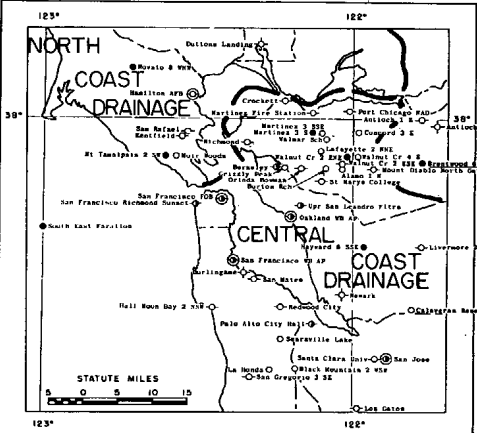 123° 122°
NORTH
COAST
DRAINAGE
Duttons Landing
Novato 8 WNW
Hamilton AFB
Crockett
38° 38°
Martinez Fire Station
Port Chicago NAD
Antioch 1 E
Antioch
San Rafael
Kentfield
Martinez 3 SSE
Martinez 3 S
Valmar Sch
Concord 3 E
Richmond
Lafayette 2 NNE
Mt Tamalpais 2 SW
Muir Woods
Walnut Cr 2 ENE
Walnut Cr 4 E
Walnut Cr 2 ESE
Brentwood
Berkeley
Grizzly Peak
Orinda Bowman
Burton Sch
Alamo 1 N
Mount Diablo North Ga
St Marys College
San Francisco FOB
San Francisco Richmond Sunset
Upr San Leandro Fltrs
Oakland WB AP
South East Farallon
CENTRAL
COAST
DRAINAGE
Hayward 6 SSE
Livermore
San Francisco WB AP
Burlingame
San Mateo
Newark
Half Moon Bay 2 NNW
Redwood City
Calaveras Rese
Palo Alto City Hall
Searsville Lake
Santa Clara Univ
San Jose
La Honda
Black Mountain 2 WSW
San Gregorio 3 SE
Los Gatos
STATUTE MILES
5 0 5 10 15
123° 122°